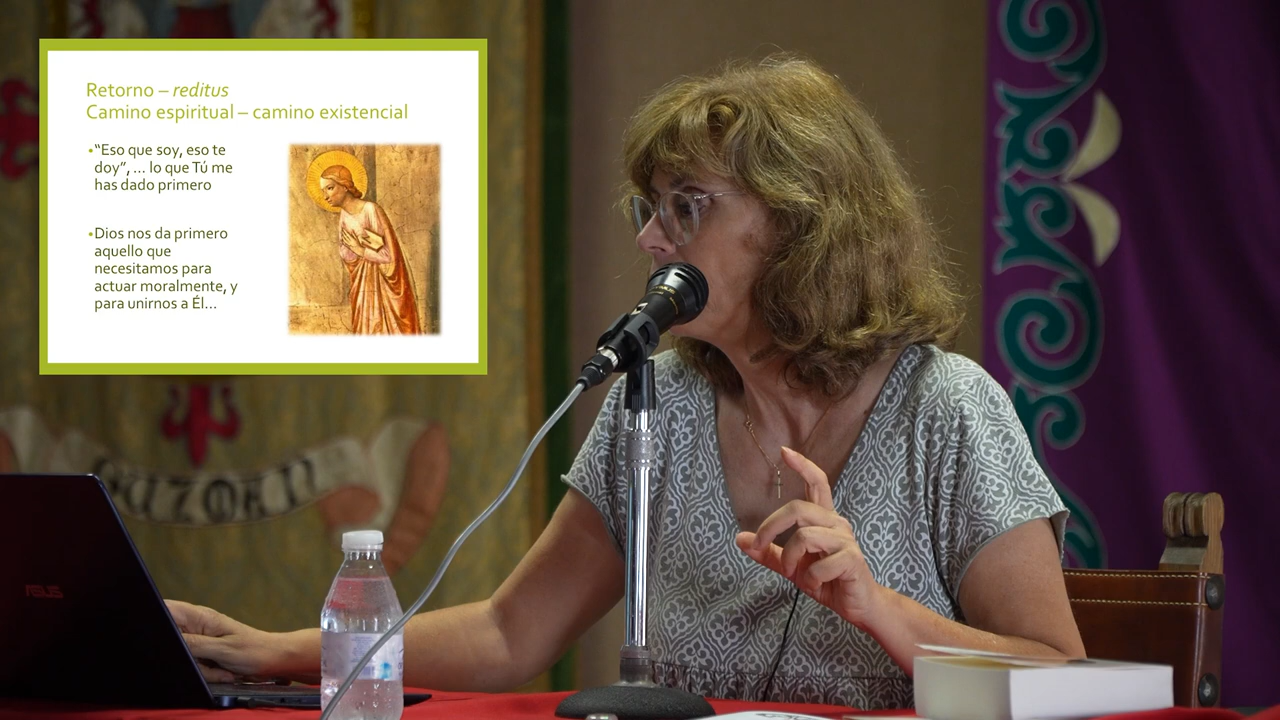 Retorno – reditus
Camino espiritual – camino existencial
•“Eso que soy, eso te
doy”, ... lo que Tú me
has dado primero
•Dios nos da primero
aquello que
necesitamos para
actuar moralmente, y
para unirnos a Él...
ASUS